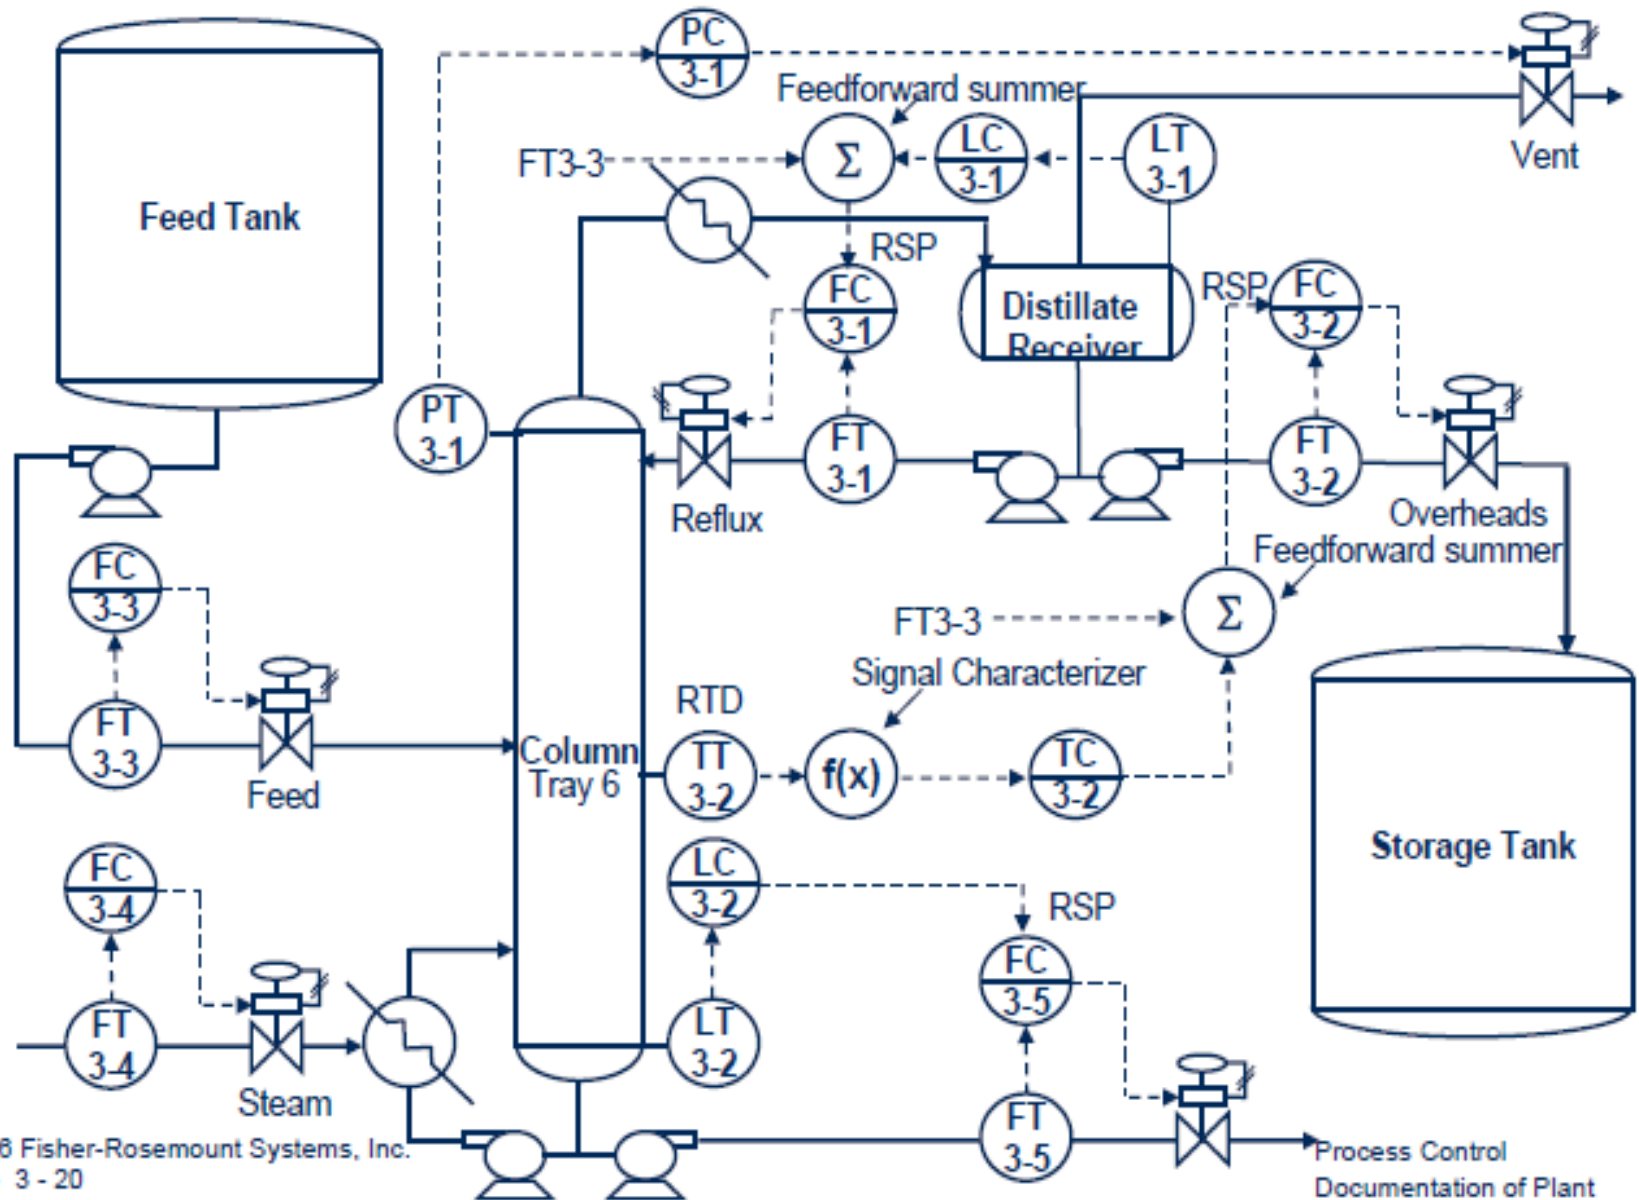 PC
3-1
Feedforward summer
FT3-3
Σ
LC
3-1
LT
3-1
Vent
Feed Tank
RSP
FC
3-1
Distillate
Receiver
RSP
FC
3-2
PT
3-1
FT
3-1
Reflux
FT
3-2
Overheads
Feedforward summer
FC
3-3
FT3-3
Σ
Signal Characterizer
RTD
FT
3-3
Feed
Column
Tray 6
TT
3-2
f(x)
TC
3-2
Storage Tank
FC
3-4
LC
3-2
RSP
FC
3-5
FT
3-4
Steam
LT
3-2
FT
3-5
6 Fisher-Rosemount Systems, Inc.
3 - 20
Process Control
Documentation of Plant